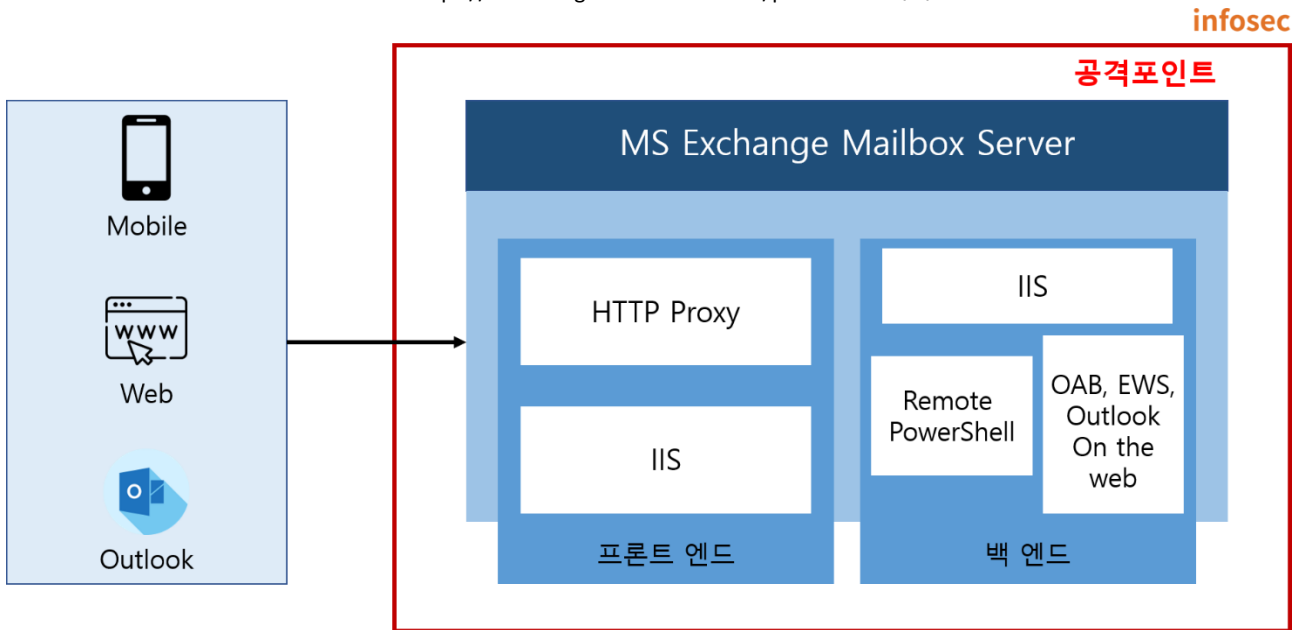 infosec
공격포인트
MS Exchange Mailbox Server
Mobile
www
Web
Outlook
HTTP Proxy
IIS
프론트 엔드
IIS
Remote
PowerShell
OAB, EWS,
Outlook
On the
web
백 엔드